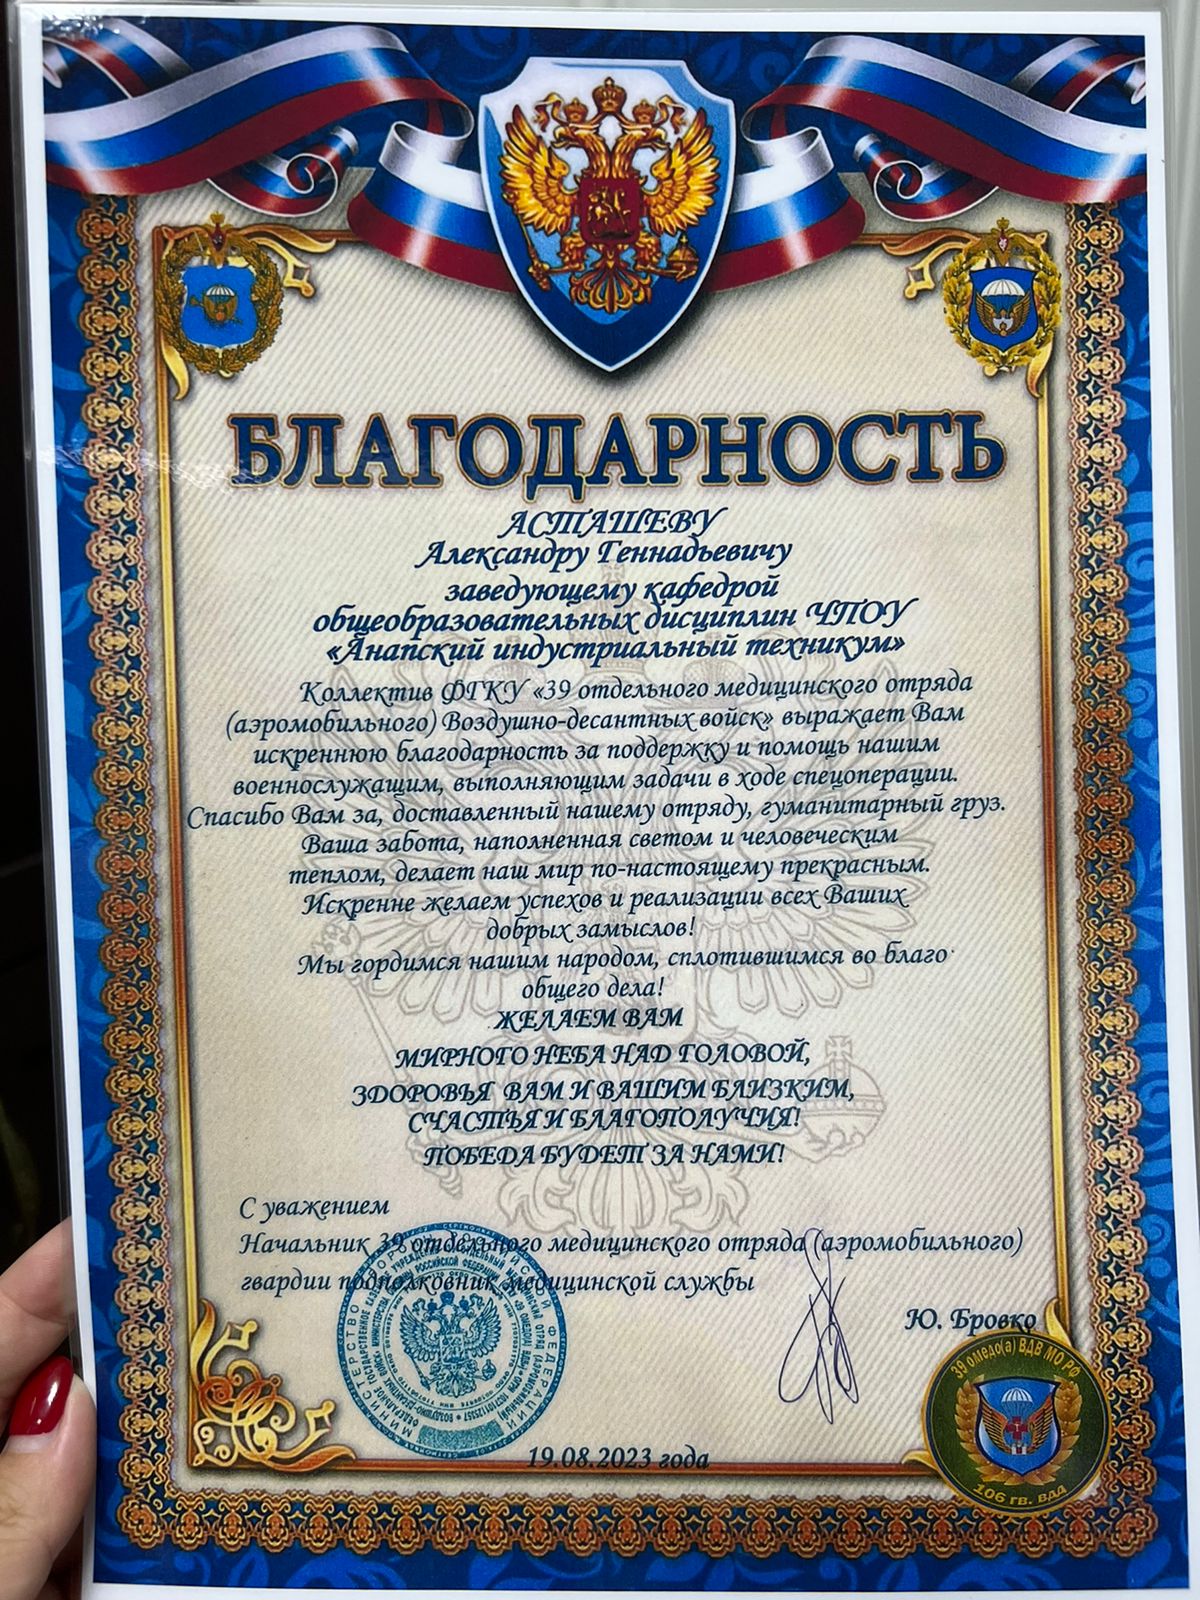 БЛАГОДАРНОСТЬ
АСТАШЕВУ
Александру Геннадьевичу
заведующему кафедрой
общеобразовательных дисциплин ЧПОУ
«Анапский индустриальный техникум»
Коллектив ФГКУ «39 отдельного медицинского отряда
(аэромобильного) Воздушно-десантных войск» выражает Вам
искреннюю благодарность за поддержку и помощь нашим
военнослужащим, выполняющим задачи в ходе спецоперации.
Спасибо Вам за, доставленный нашему отряду, гуманитарный груз.
Ваша забота, наполненная светом и человеческим
теплом, делает наш мир по-настоящему прекрасным.
Искренне желаем успехов и реализации всех Ваших
добрых замыслов!
Мы гордимся нашим народом, сплотившимся во благо
общего дела!
ЖЕЛАЕМ ВАМ
МИРНОГО НЕБА НАД ГОЛОВОЙ,
ЗДОРОВЬЯ ВАМ И ВАШИМ БЛИЗКИМ,
СЧАСТЬЯ И БЛАГОПОЛУЧИЯ!
ПОБЕДА БУДЕТ ЗА НАМИ!
С уважением
Начальник 39 отдельного медицинского отряда (аэромобильного)
гвардии подполковник медицинской службы
Ю. Бровко
39 омедо(а) ВДВ МО РФ
106 гв. ВДД
19.08.2023 года